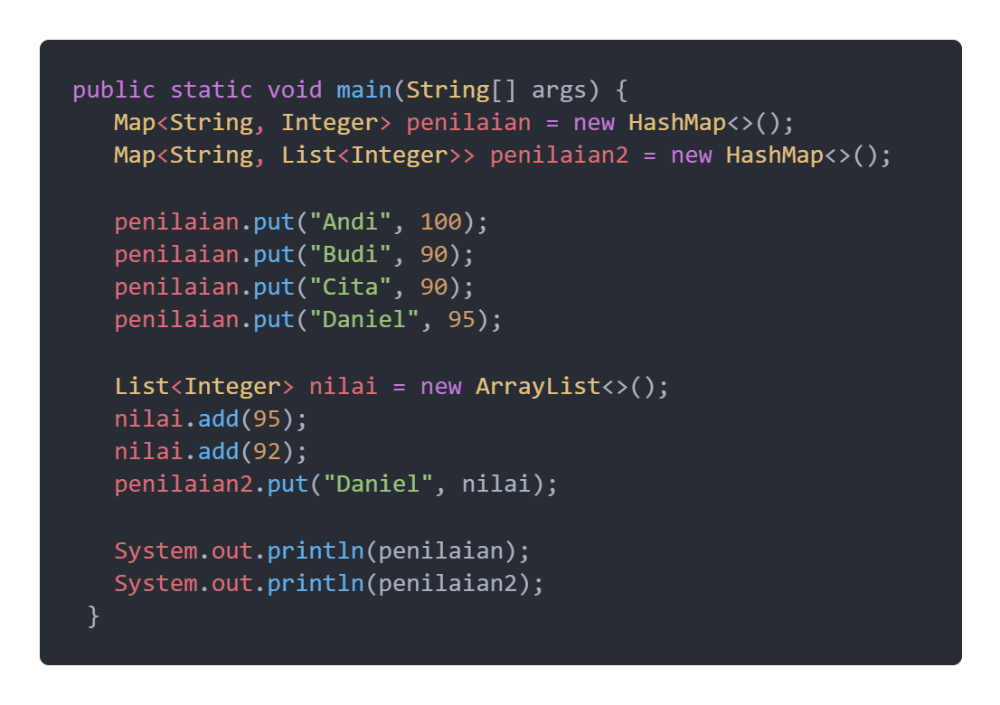 public static void main(String[] args) {
   Map<String, Integer> penilaian = new HashMap<>();
   Map<String, List<Integer>> penilaian2 = new HashMap<>();

   penilaian.put("Andi", 100);
   penilaian.put("Budi", 90);
   penilaian.put("Cita", 90);
   penilaian.put("Daniel", 95);

   List<Integer> nilai = new ArrayList<>();
   nilai.add(95);
   nilai.add(92);
   penilaian2.put("Daniel", nilai);

   System.out.println(penilaian);
   System.out.println(penilaian2);
 }